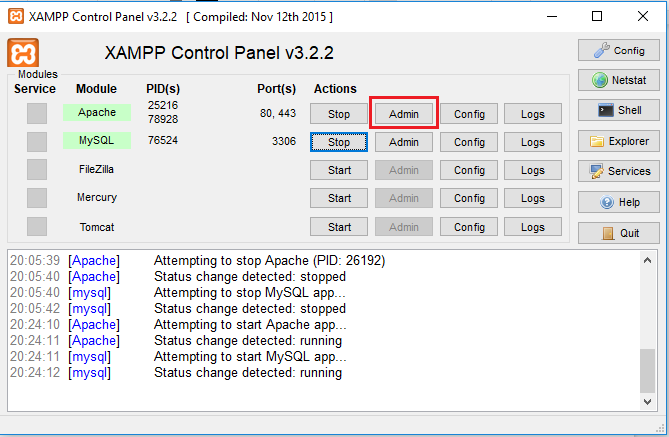 XAMPP Control Panel v3.2.2 [ Compiled: Nov 12th 2015 ]
XAMPP Control Panel v3.2.2
Config
Modules
Service Module PID(s) Port(s) Actions
Netstat
Apache 25216 78928 80, 443 Stop Admin Config Logs
Shell
MySQL 76524 3306 Stop Admin Config Logs
Explorer
FileZilla Start Admin Config Logs
Services
Mercury Start Admin Config Logs
Help
Tomcat Start Admin Config Logs
Quit
20:05:39 [Apache] Attempting to stop Apache (PID: 26192)
20:05:40 [Apache] Status change detected: stopped
20:05:40 [mysql] Attempting to stop MySQL app...
20:05:42 [mysql] Status change detected: stopped
20:24:10 [Apache] Attempting to start Apache app...
20:24:11 [Apache] Status change detected: running
20:24:11 [mysql] Attempting to start MySQL app...
20:24:12 [mysql] Status change detected: running